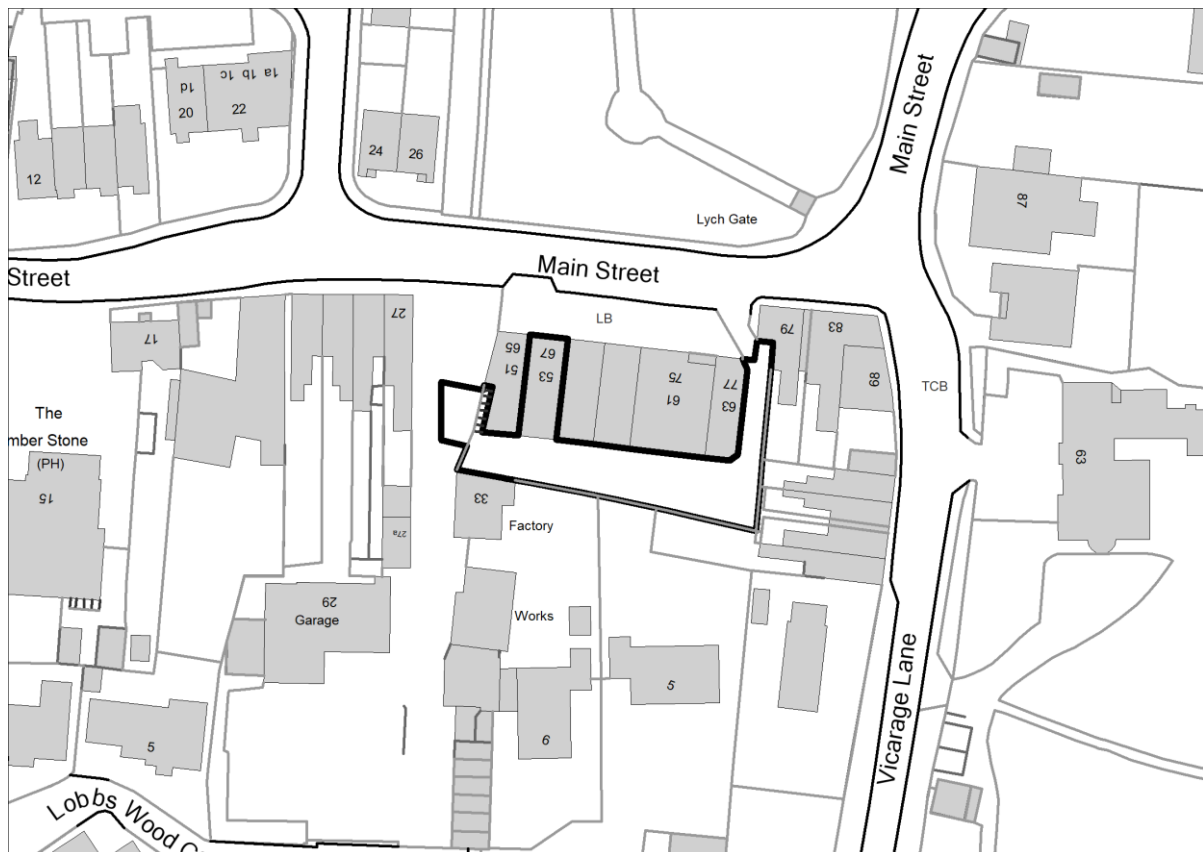 1d
1c
1b
1a
20
22
12
24
26
Lych Gate
Main Street
87
Street
Main Street
LB
27
17
65
51
67
53
75
61
77
63
79
83
68
TCB
63
The
mber Stone
(PH)
15
33
Factory
27a
29
Garage
Works
5
6
5
Vicarage Lane
Lobbs Wood C